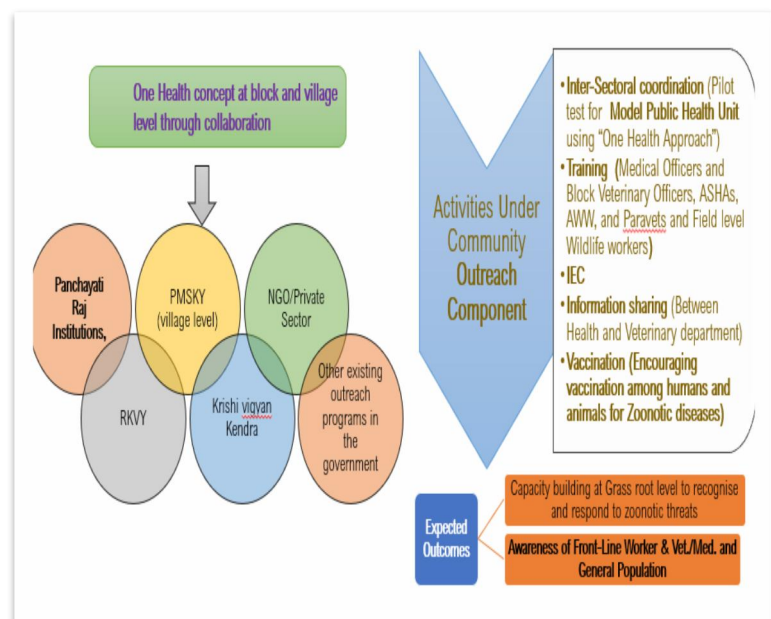 One Health concept at block and village
level through collaboration
Panchayati
Raj
Institutions,
PMSKY
(village level)
NGO/Private
Sector
RKVY
Krishi vigyan
Kendra
Other existing
outreach
programs in
the
government
Activities Under
Community
Outreach
Component
•Inter-Sectoral coordination (Pilot
test for Model Public Health Unit
using “One Health Approach”)
•Training (Medical Officers and
Block Veterinary Officers, ASHAs,
AWW, and Paravets and Field level
Wildlife workers)
•IEC
•Information sharing (Between
Health and Veterinary department)
•Vaccination (Encouraging
vaccination among humans and
animals for Zoonotic diseases)
Expected
Outcomes
Capacity building at Grass root level to recognise
and respond to zoonotic threats
Awareness of Front-Line Worker & Vet./Med. and
General Population